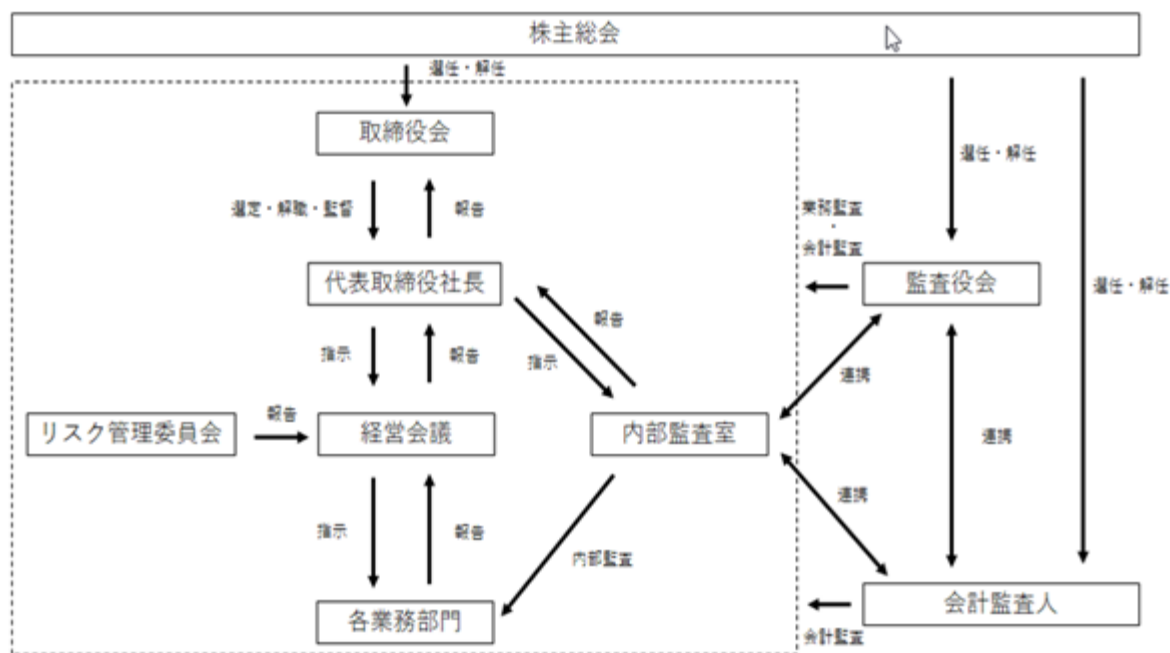 株主総会
選任・解任
取締役会
選任・解任
選定・解職・監督
報告
業務監査
・
会計監査
代表取締役社長
監査役会
選任・解任
報告
指示
報告
指示
連携
リスク管理委員会
報告
経営会議
内部監査室
連携
連携
指示
報告
内部監査
各業務部門
会計監査人
会計監査